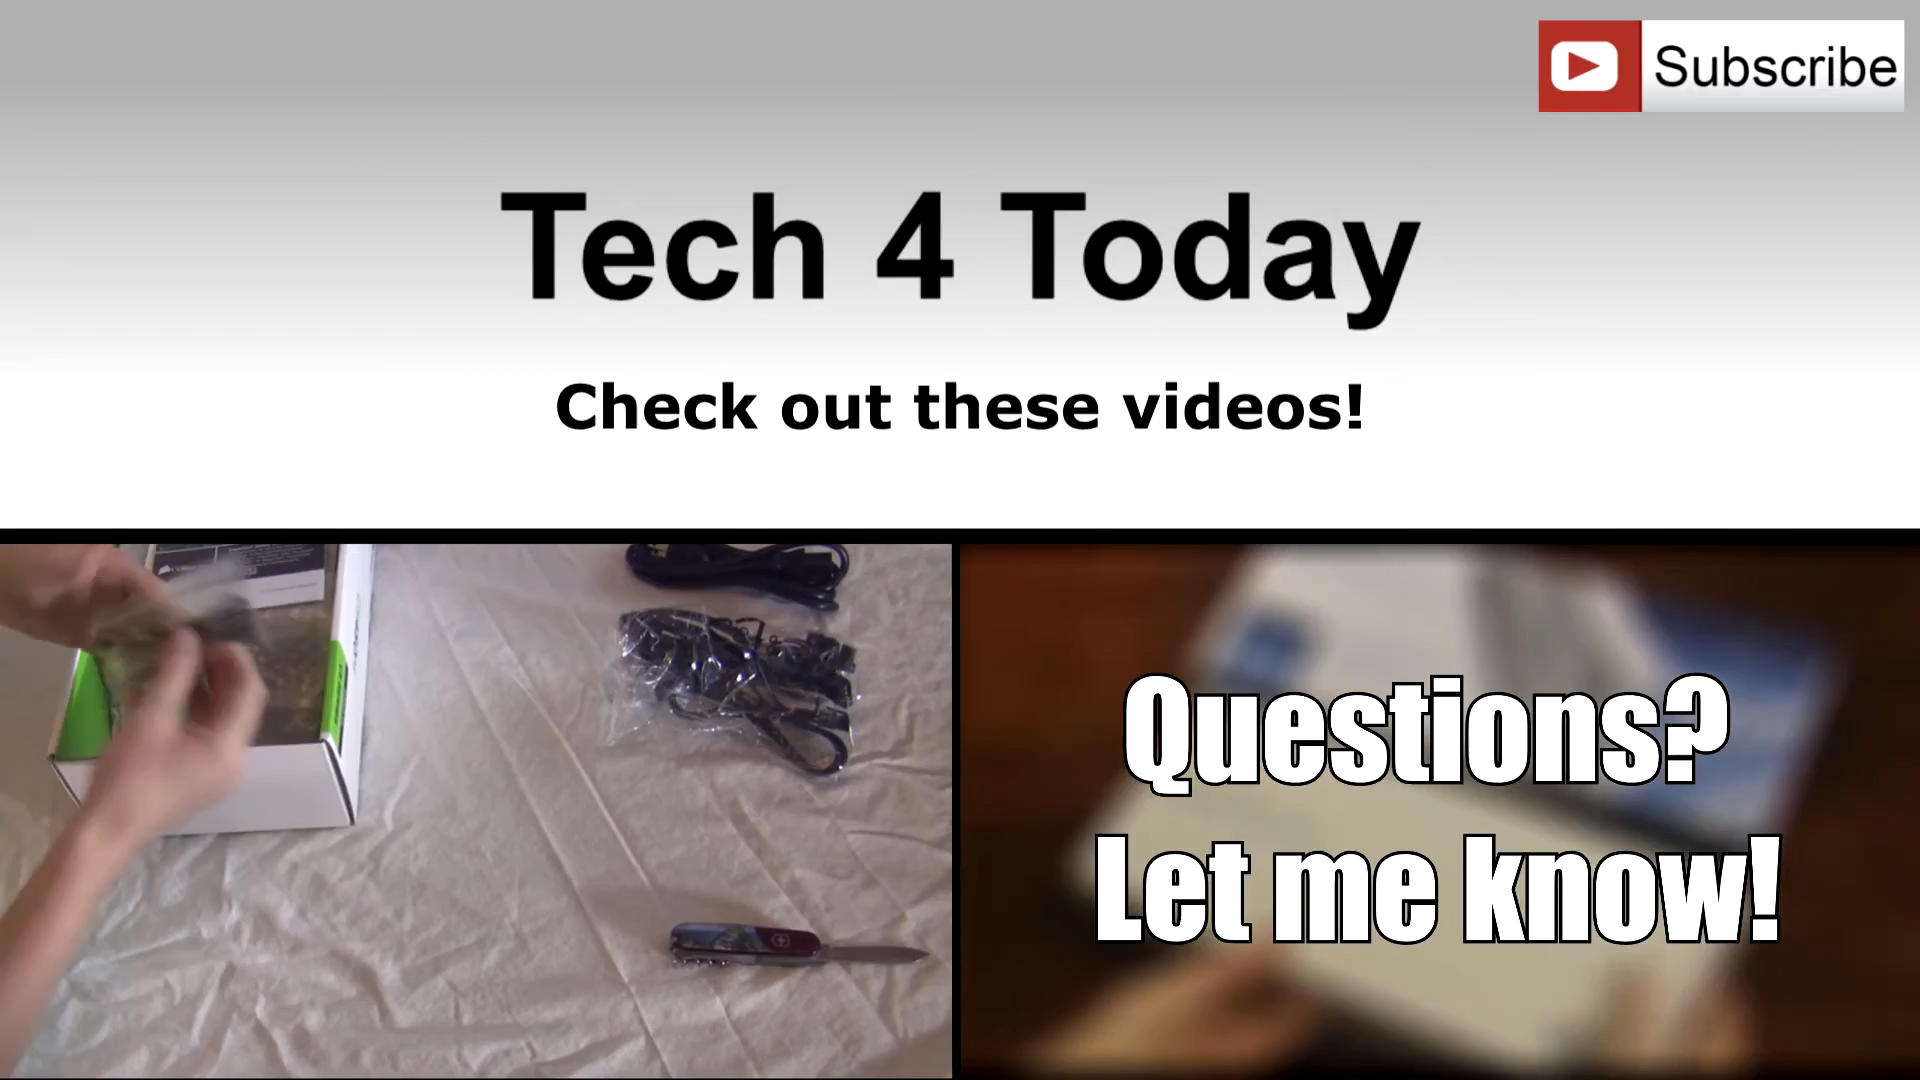 Subscribe
Tech 4 Today
Check out these videos!
Questions?
Let me know!